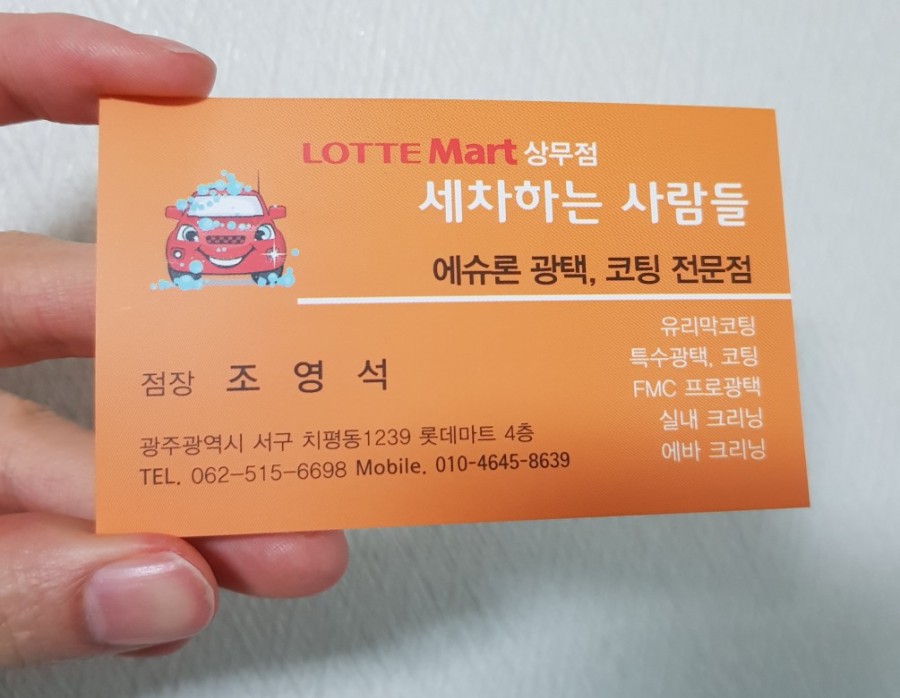 LOTTE Mart 상무점
세차하는 사람들
에슈론 광택, 코팅 전문점
유리막코팅
특수광택, 코팅
FMC 프로광택
실내 크리닝
에바 크리닝
점장 조 영 석
광주광역시 서구 치평동1239 롯데마트 4층
TEL. 062-515-6698 Mobile. 010-4645-8639